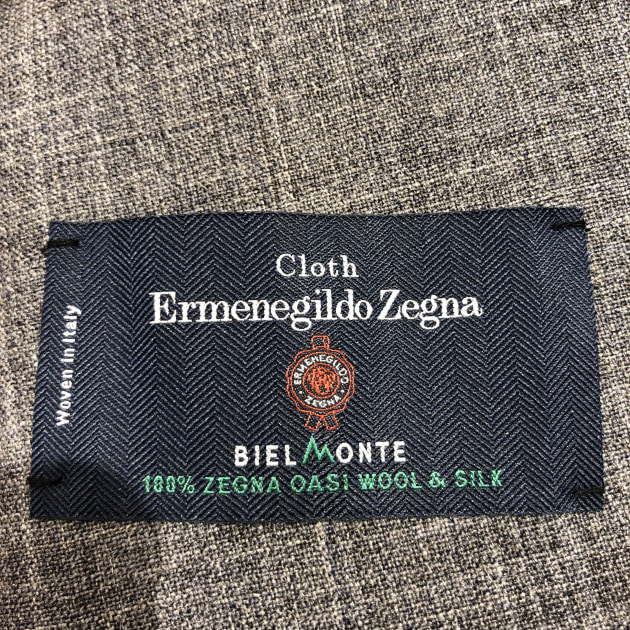 Cloth
Ermenegildo Zegna
ERMENEGILDO
ZEGNA
BIELMONTE
100% ZEGNA OASI WOOL & SILK
Woven in Italy